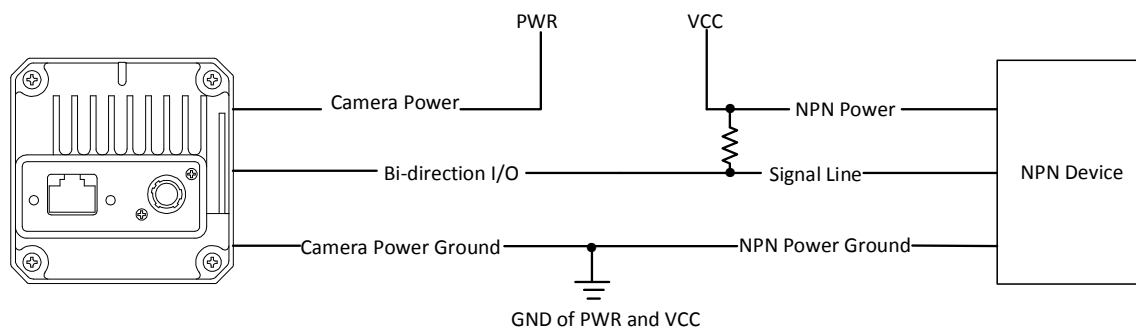 PWR
VCC
Camera Power
NPN Power
Bi-direction I/O
Signal Line
NPN Device
Camera Power Ground
NPN Power Ground
GND of PWR and VCC